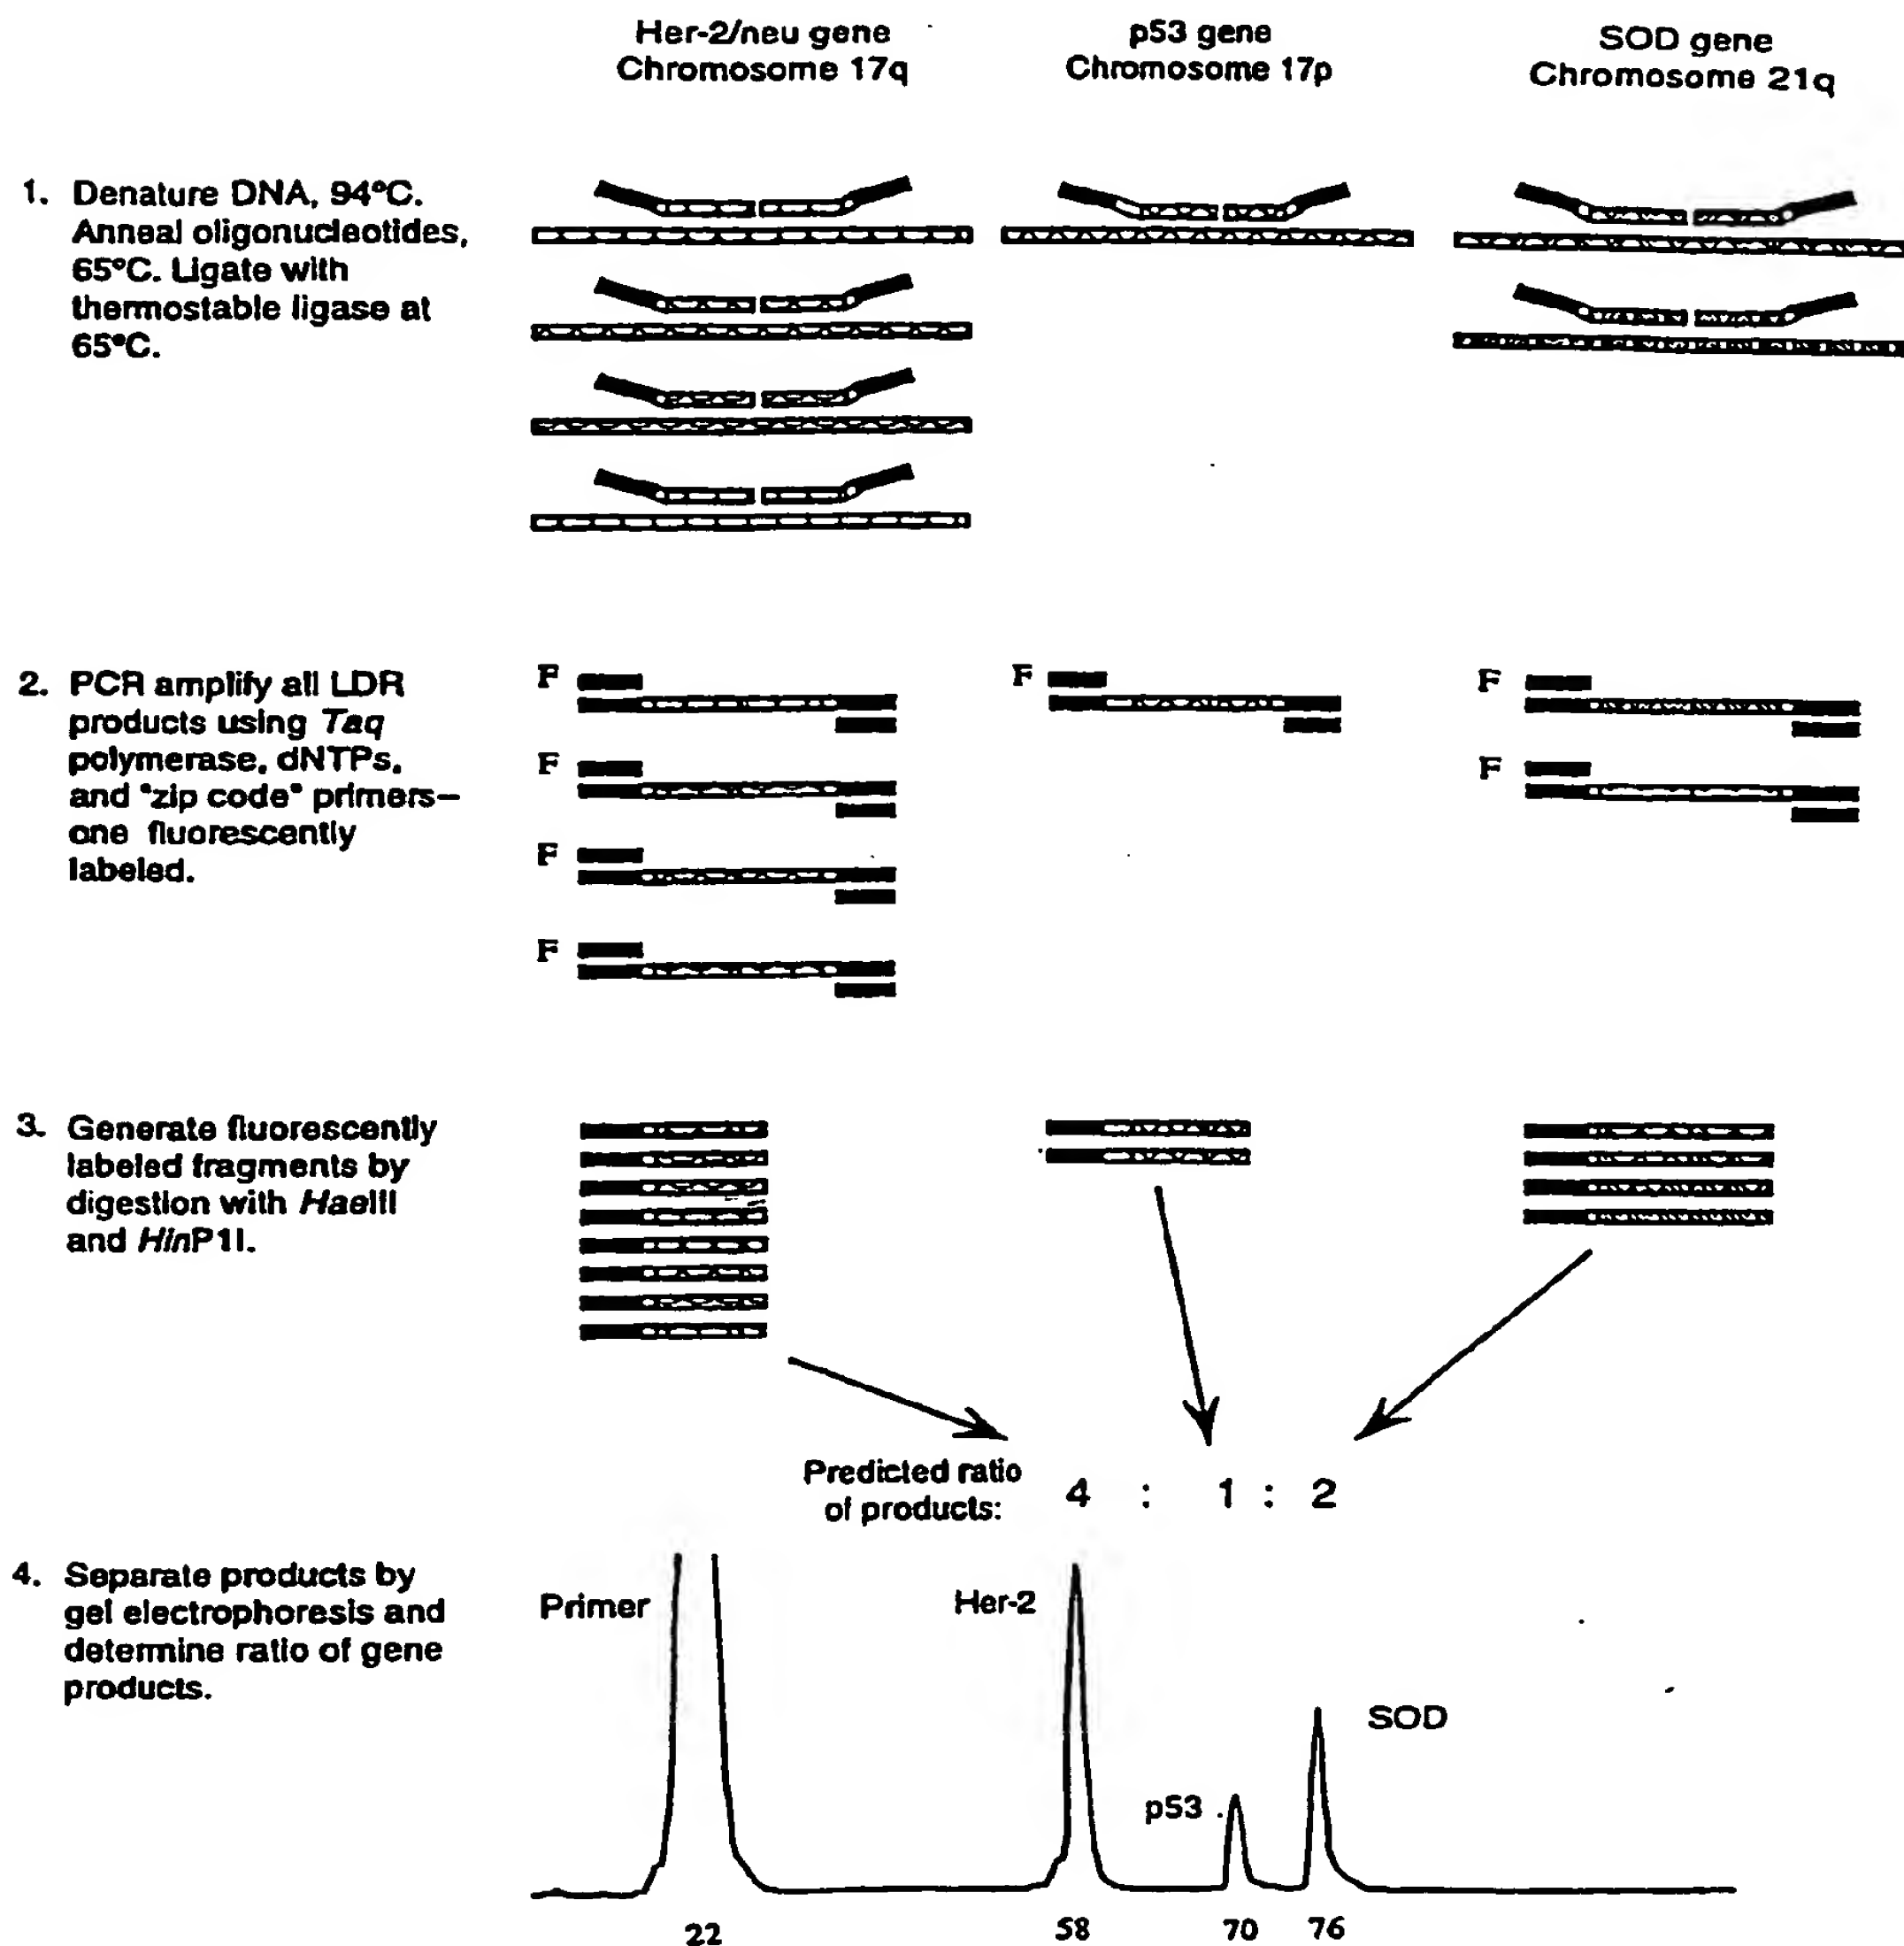 Her-2/neu gene
Chromosome 17q
p53 gene
Chromosome 17p
SOD gene
Chromosome 21q
1. Denature DNA, 94°C.
Anneal oligonucleotides,
65°C. Ligate with
thermostable ligase at
65°C.
2. PCR amplify all LDR
products using Taq
polymerase, dNTPs,
and "zip code" primers–
one fluorescently
labeled.
F
F
F
F
F
F
F
3. Generate fluorescently
labeled fragments by
digestion with HaeIII
and HinP1I.
Predicted ratio
of products:
4 : 1 : 2
4. Separate products by
gel electrophoresis and
determine ratio of gene
products.
Primer
Her-2
p53
SOD
22
58
70
76